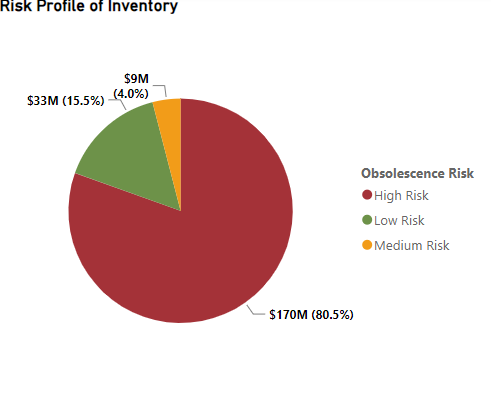 Risk Profile of Inventory
$9M
(4.0%)
$33M (15.5%)
Obsolescence Risk
High Risk
Low Risk
Medium Risk
$170M (80.5%)